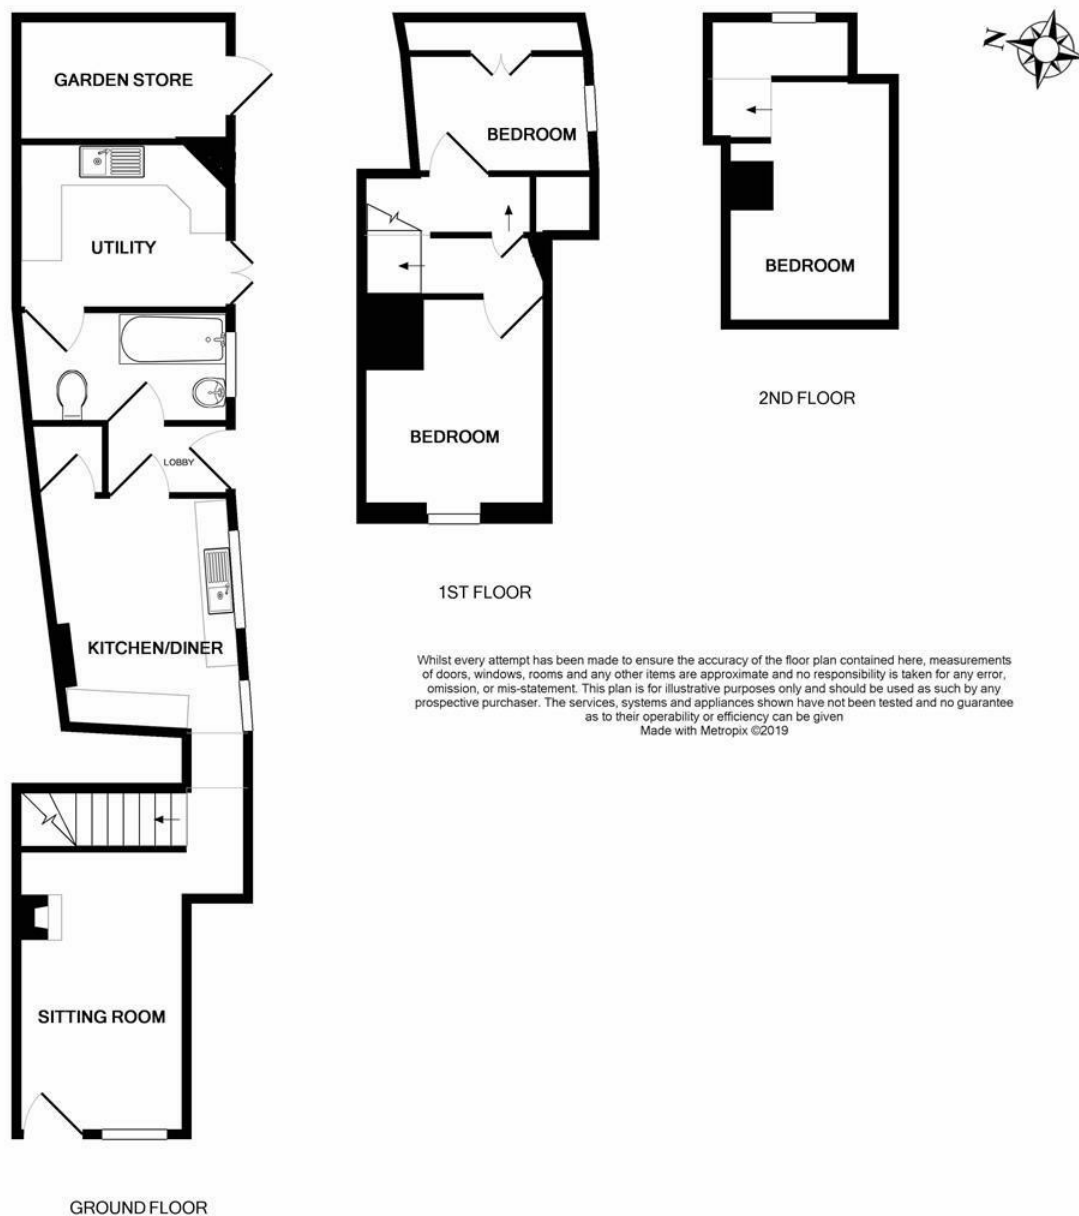 GARDEN STORE
UTILITY
LOBBY
KITCHEN/DINER
SITTING ROOM
GROUND FLOOR
BEDROOM
BEDROOM
1ST FLOOR
BEDROOM
2ND FLOOR
N
Whilst every attempt has been made to ensure the accuracy of the floor plan contained here, measurements
of doors, windows, rooms and any other items are approximate and no responsibility is taken for any error,
omission, or mis-statement. This plan is for illustrative purposes only and should be used as such by any
prospective purchaser. The services, systems and appliances shown have not been tested and no guarantee
as to their operability or efficiency can be given
Made with Metropix ©2019